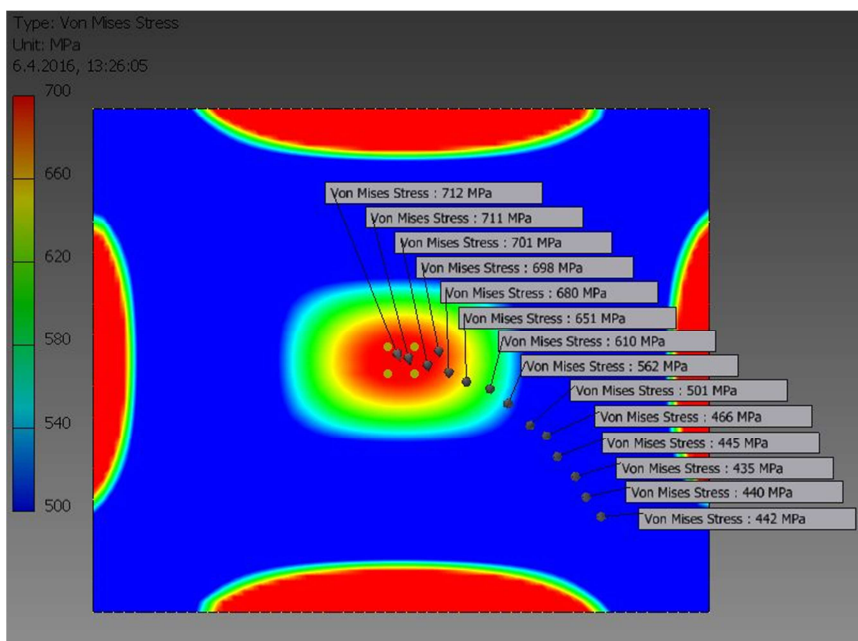 Type: Von Mises Stress
Unit: MPa
6.4.2016, 13:26:05
700
660
620
580
540
500
Von Mises Stress : 712 MPa
Von Mises Stress : 711 MPa
Von Mises Stress : 701 MPa
Von Mises Stress : 698 MPa
Von Mises Stress : 680 MPa
Von Mises Stress : 651 MPa
Von Mises Stress : 610 MPa
Von Mises Stress : 562 MPa
Von Mises Stress : 501 MPa
Von Mises Stress : 466 MPa
Von Mises Stress : 445 MPa
Von Mises Stress : 435 MPa
Von Mises Stress : 440 MPa
Von Mises Stress : 442 MPa